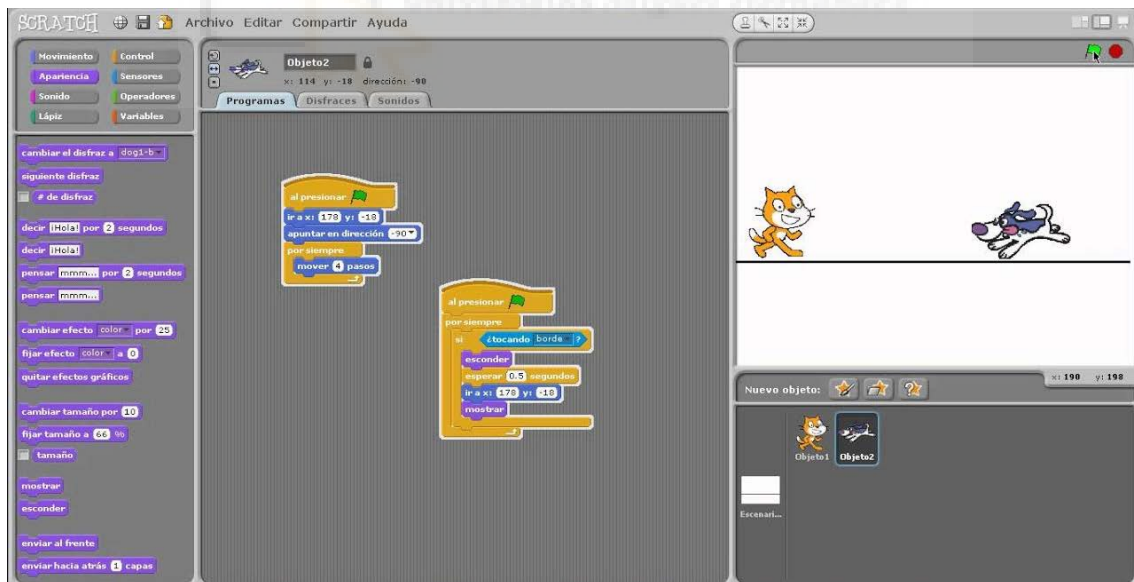 SCRATCH Archivo Editar Compartir Ayuda
Movimiento Control
Apariencia Sensores
Sonido Operadores
Lápiz Variables
cambiar el disfraz a dog1-b
siguiente disfraz
# de disfraz
decir ¡Hola! por 2 segundos
decir ¡Hola!
pensar mmm... por 2 segundos
pensar mmm...
cambiar efecto color por 25
fijar efecto color a 0
quitar efectos gráficos
cambiar tamaño por 10
fijar tamaño a 66 %
tamaño
mostrar
esconder
enviar al frente
enviar hacia atrás 1 capas
Objeto2
x: 114 y: -18 dirección: -90
Programas Disfraces Sonidos
al presionar
ir a x: 178 y: -18
apuntar en dirección -90
por siempre
mover 4 pasos
al presionar
por siempre
si ¿tocando borde ?
esconder
esperar 0.5 segundos
ir a x: 178 y: -18
mostrar
x: 190 y: 198
Nuevo objeto:
Objeto1 Objeto2
Escenari...